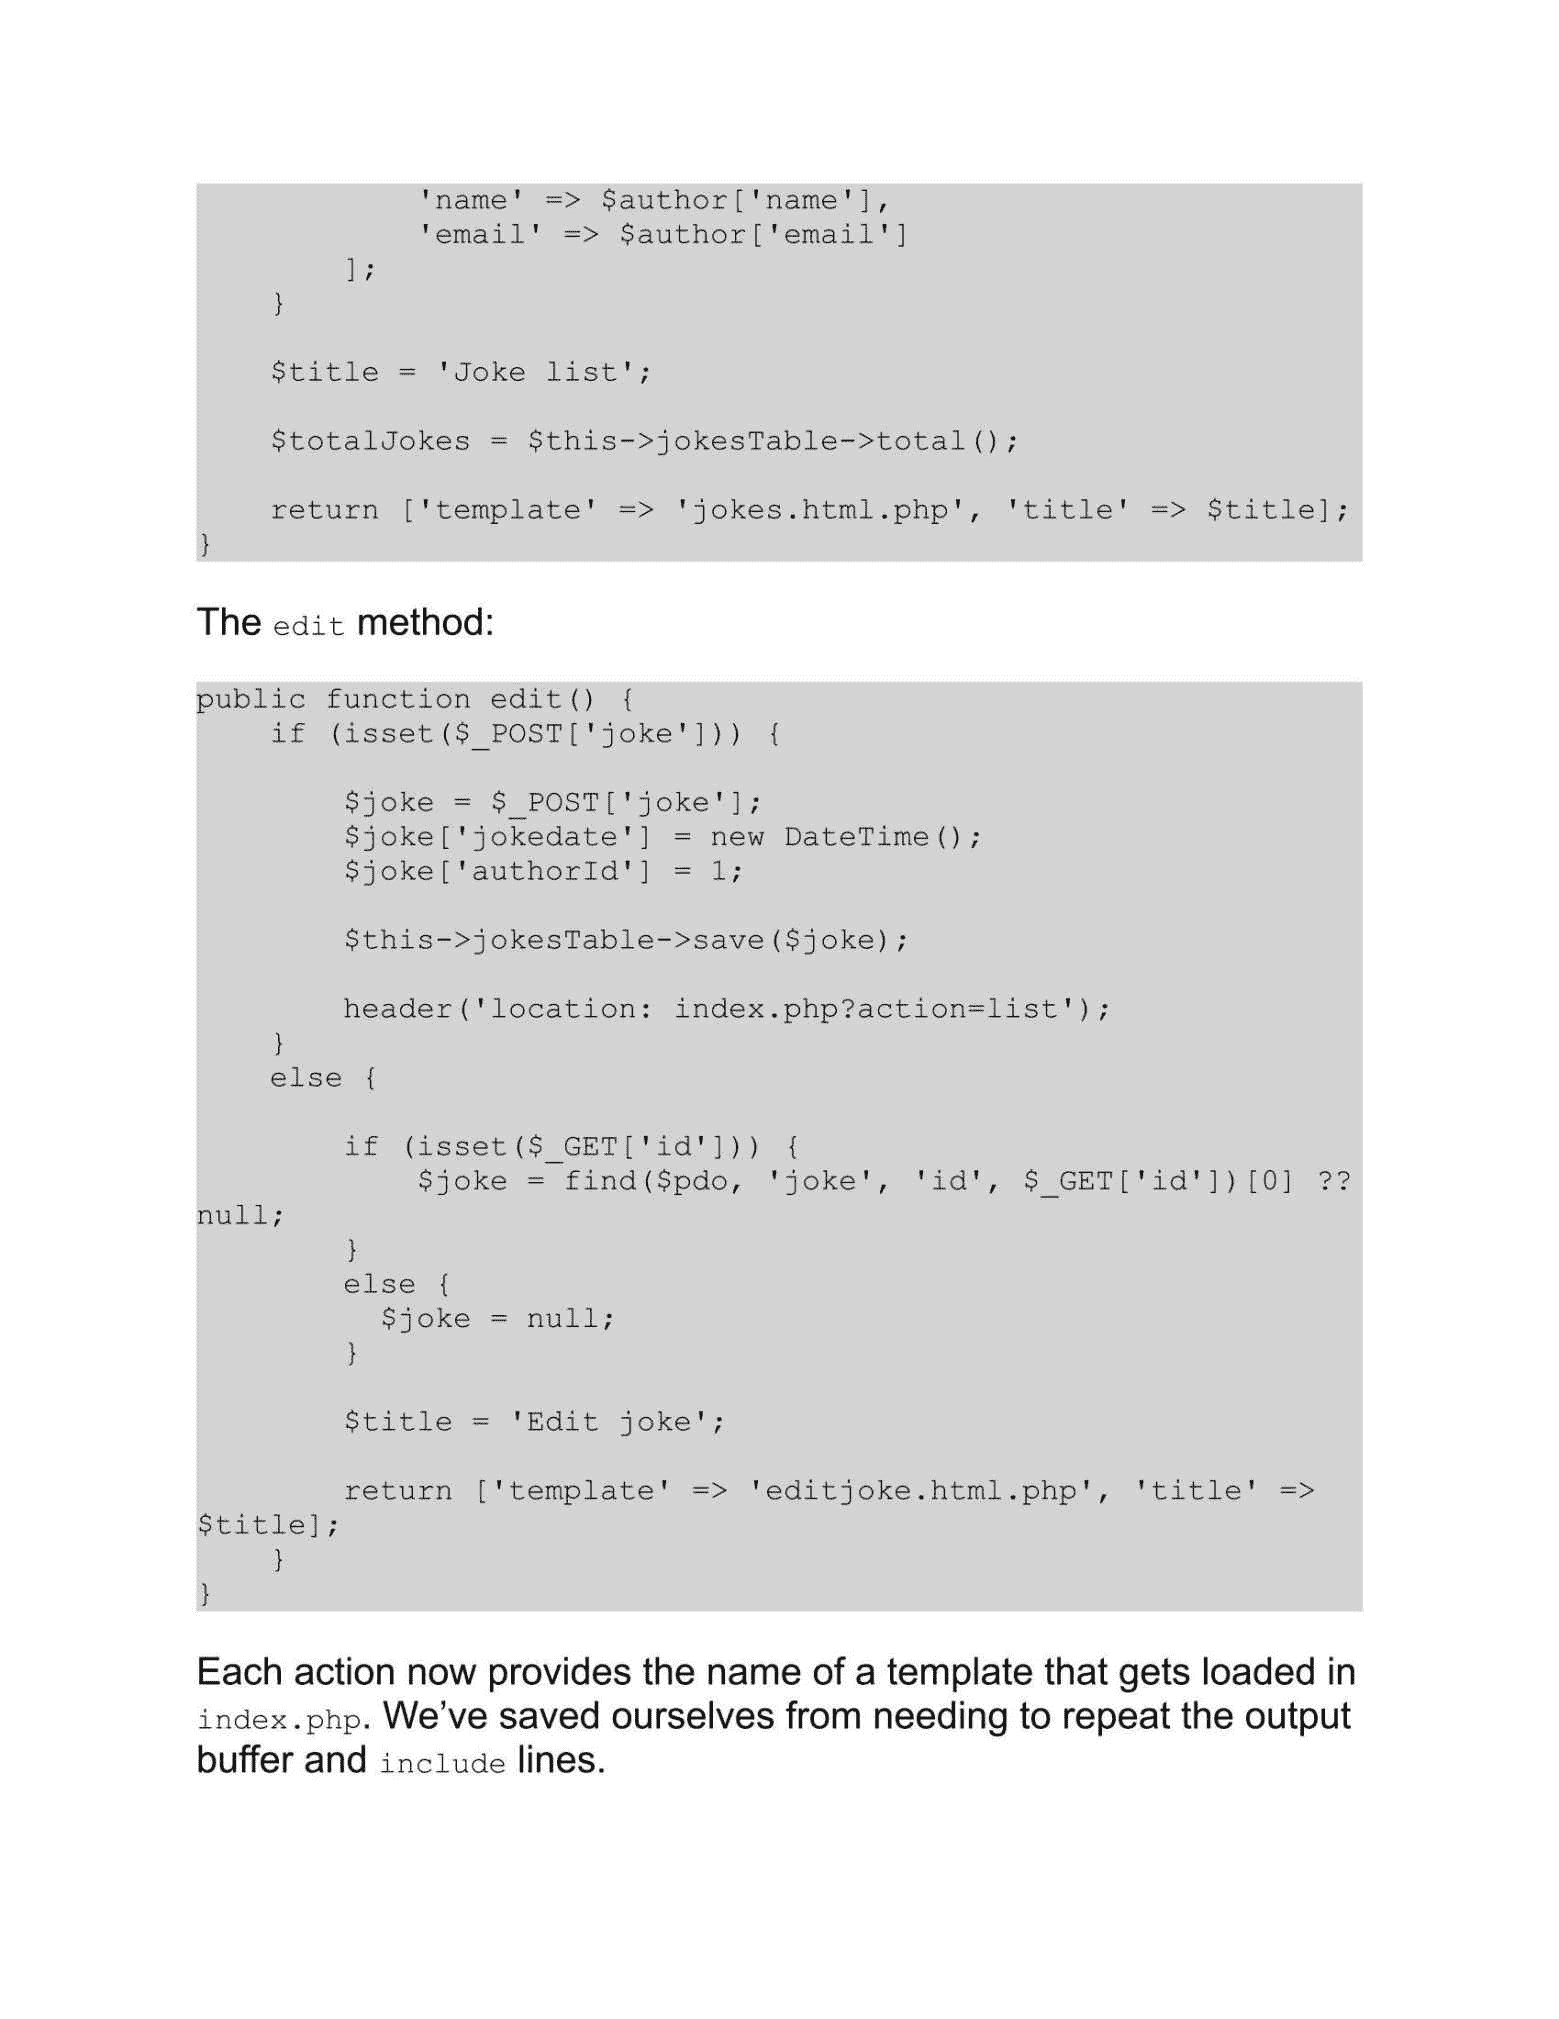 'name' => $author['name'],
            'email' => $author['email']
        ];
    }

    $title = 'Joke list';

    $totalJokes = $this->jokesTable->total();

    return ['template' => 'jokes.html.php', 'title' => $title];
}
The edit method:
public function edit() {
    if (isset($_POST['joke'])) {

        $joke = $_POST['joke'];
        $joke['jokedate'] = new DateTime();
        $joke['authorId'] = 1;

        $this->jokesTable->save($joke);

        header('location: index.php?action=list');
    }
    else {

        if (isset($_GET['id'])) {
            $joke = find($pdo, 'joke', 'id', $_GET['id'])[0] ??
null;
        }
        else {
          $joke = null;
        }

        $title = 'Edit joke';

        return ['template' => 'editjoke.html.php', 'title' =>
$title];
    }
}
Each action now provides the name of a template that gets loaded in
index.php. We’ve saved ourselves from needing to repeat the output
buffer and include lines.